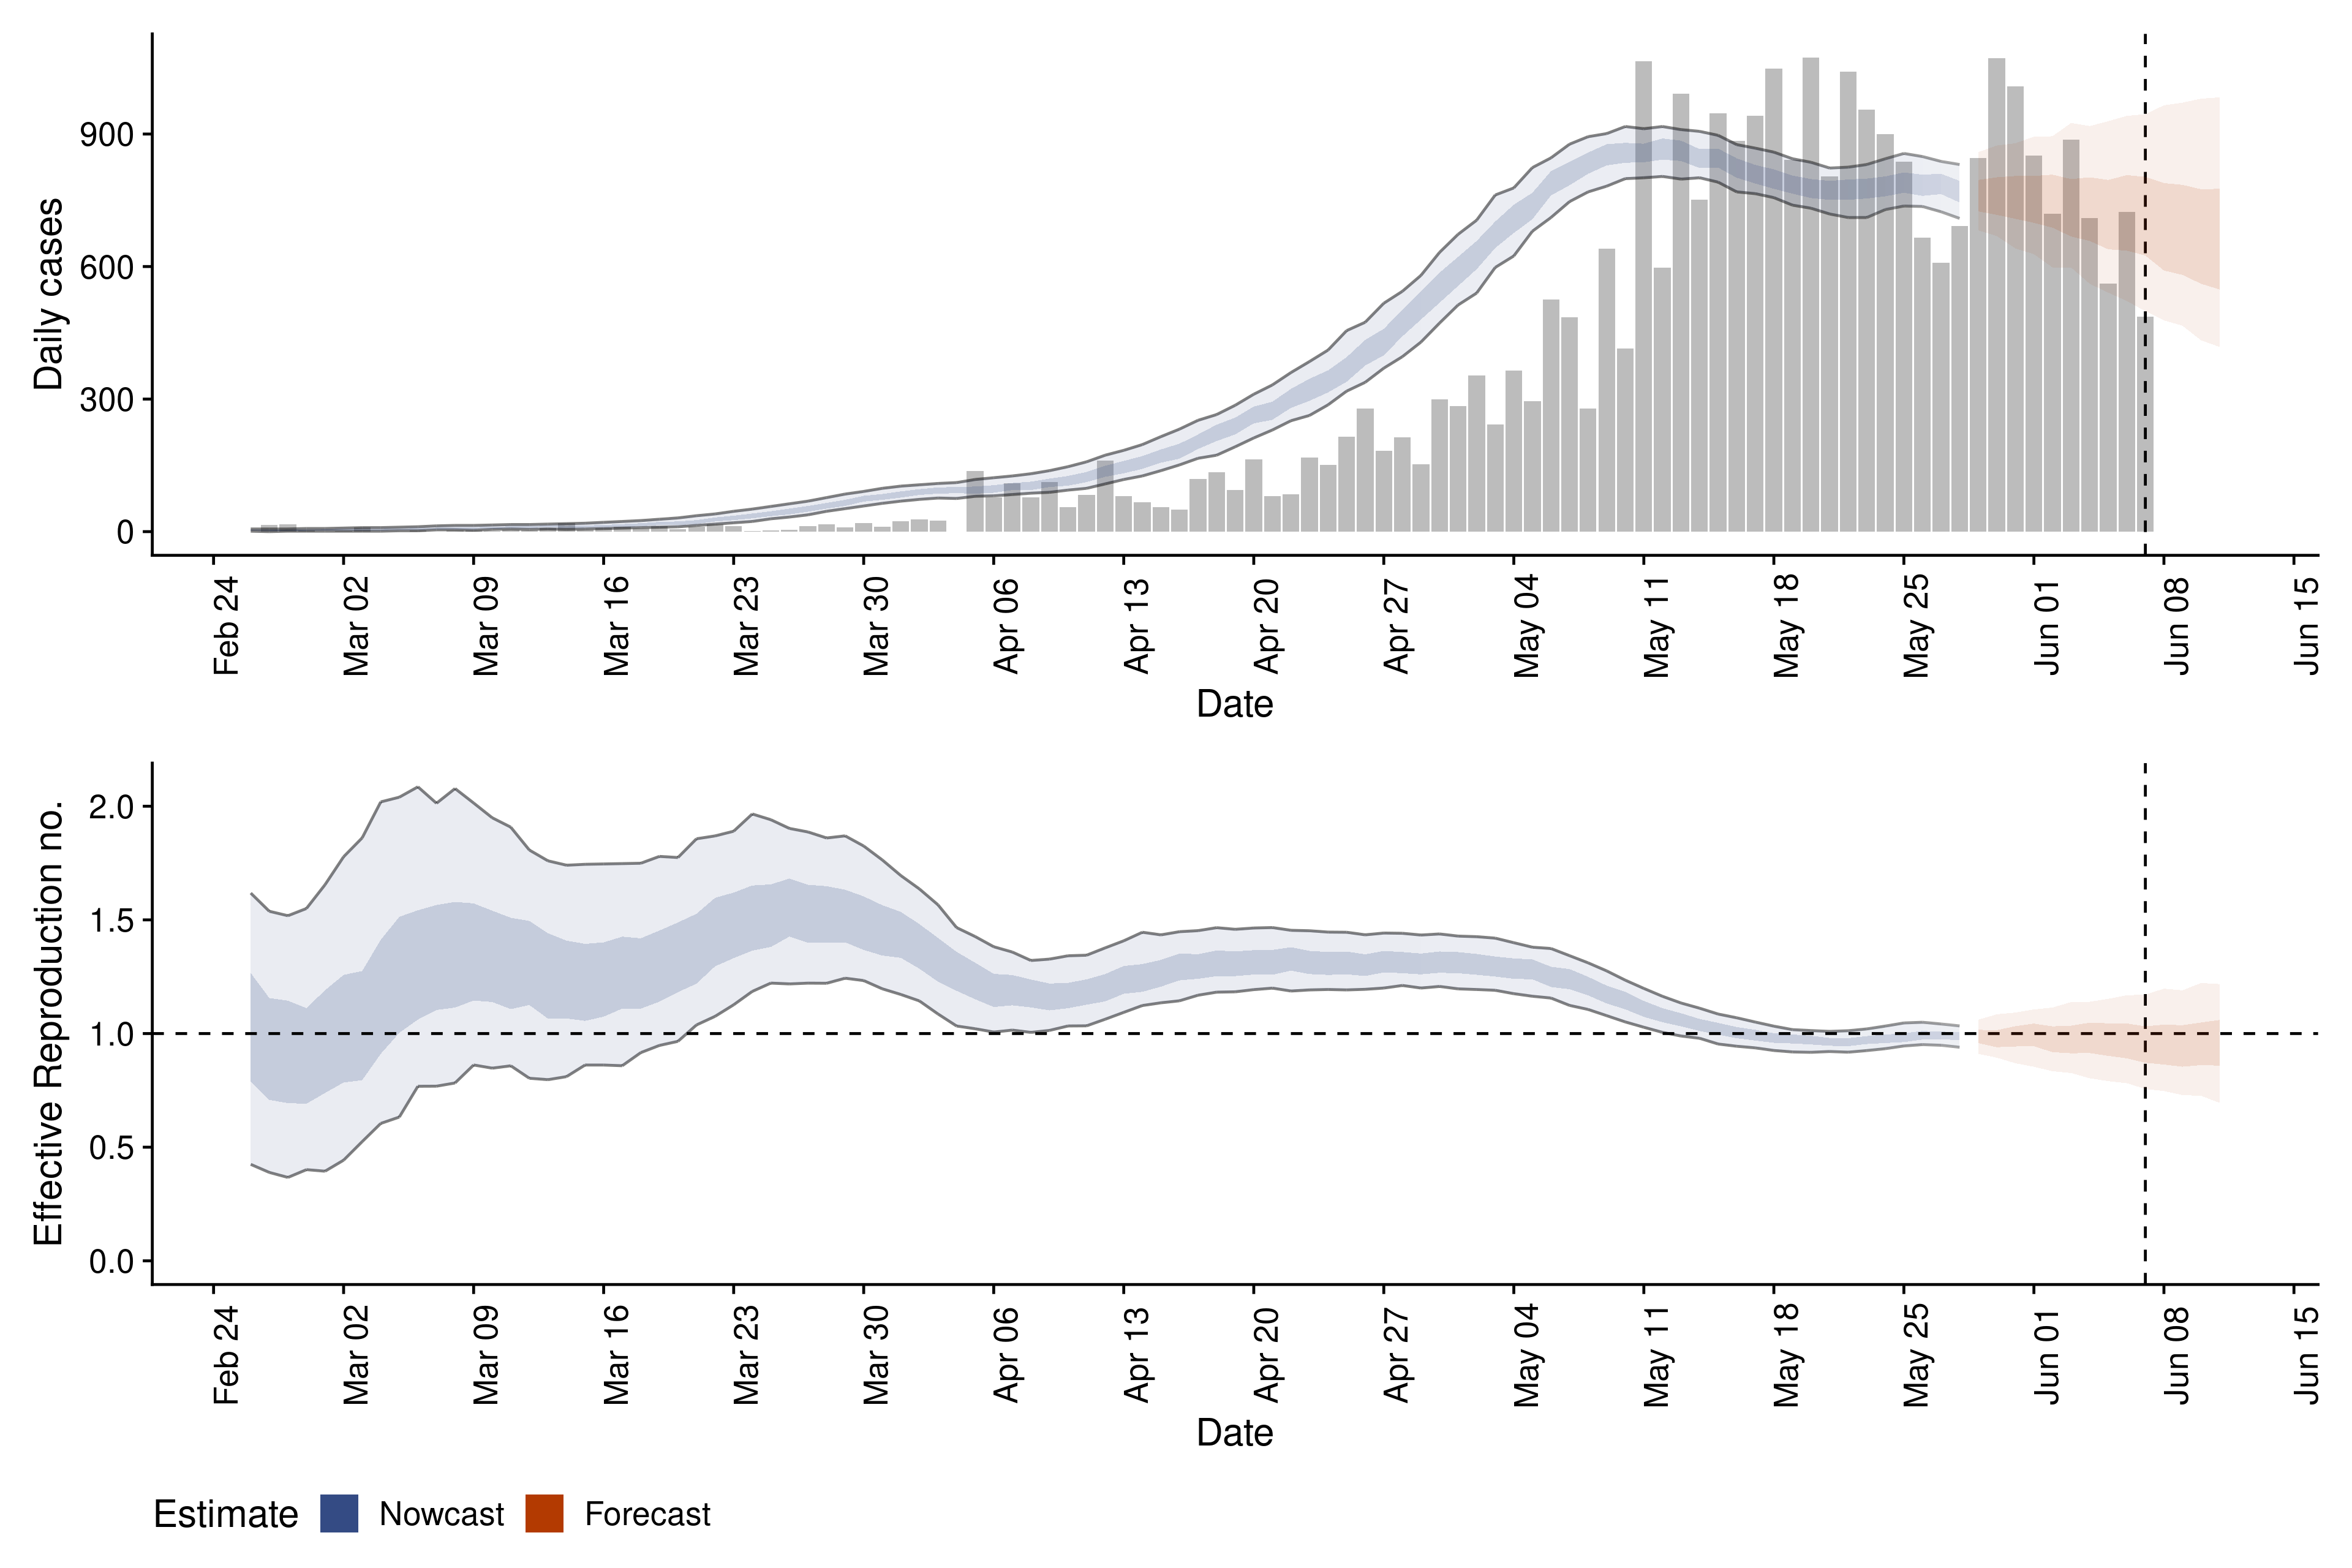 Daily cases
900
600
300
0
Feb 24 Mar 02 Mar 09 Mar 16 Mar 23 Mar 30 Apr 06 Apr 13 Apr 20 Apr 27 May 04 May 11 May 18 May 25 Jun 01 Jun 08 Jun 15
Date
Effective Reproduction no.
2.0
1.5
1.0
0.5
0.0
Feb 24 Mar 02 Mar 09 Mar 16 Mar 23 Mar 30 Apr 06 Apr 13 Apr 20 Apr 27 May 04 May 11 May 18 May 25 Jun 01 Jun 08 Jun 15
Date
Estimate Nowcast Forecast